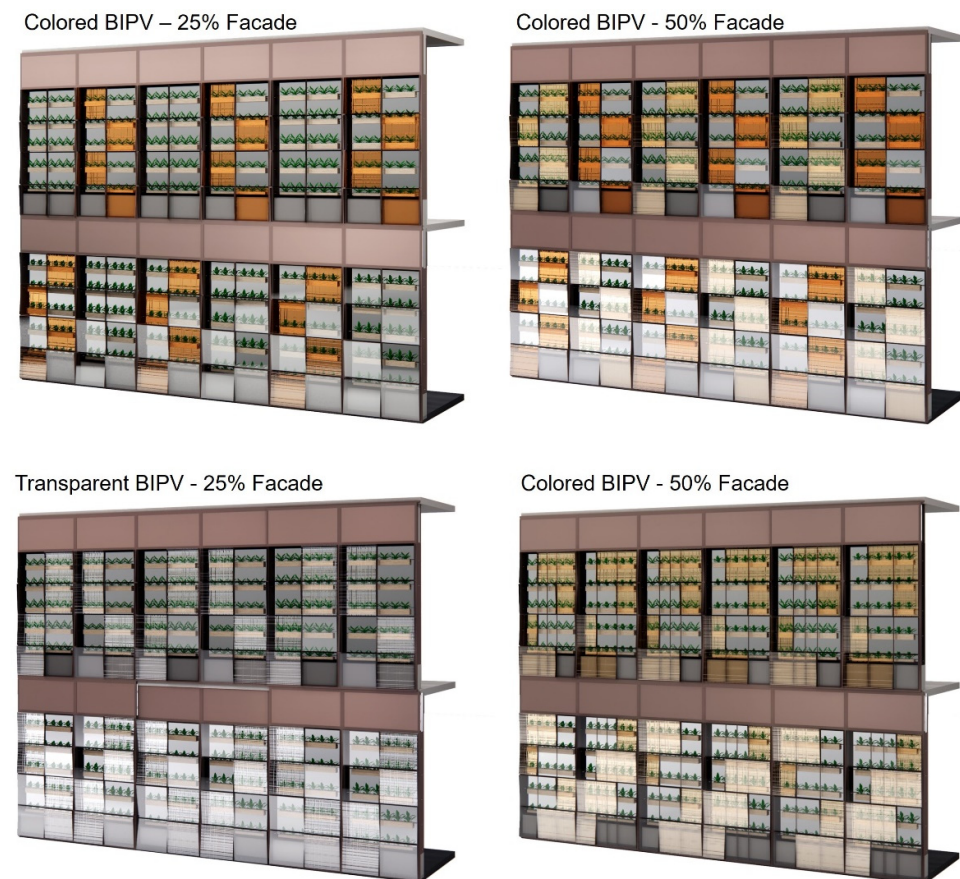 Colored BIPV – 25% Facade
Colored BIPV - 50% Facade
Transparent BIPV - 25% Facade
Colored BIPV - 50% Facade